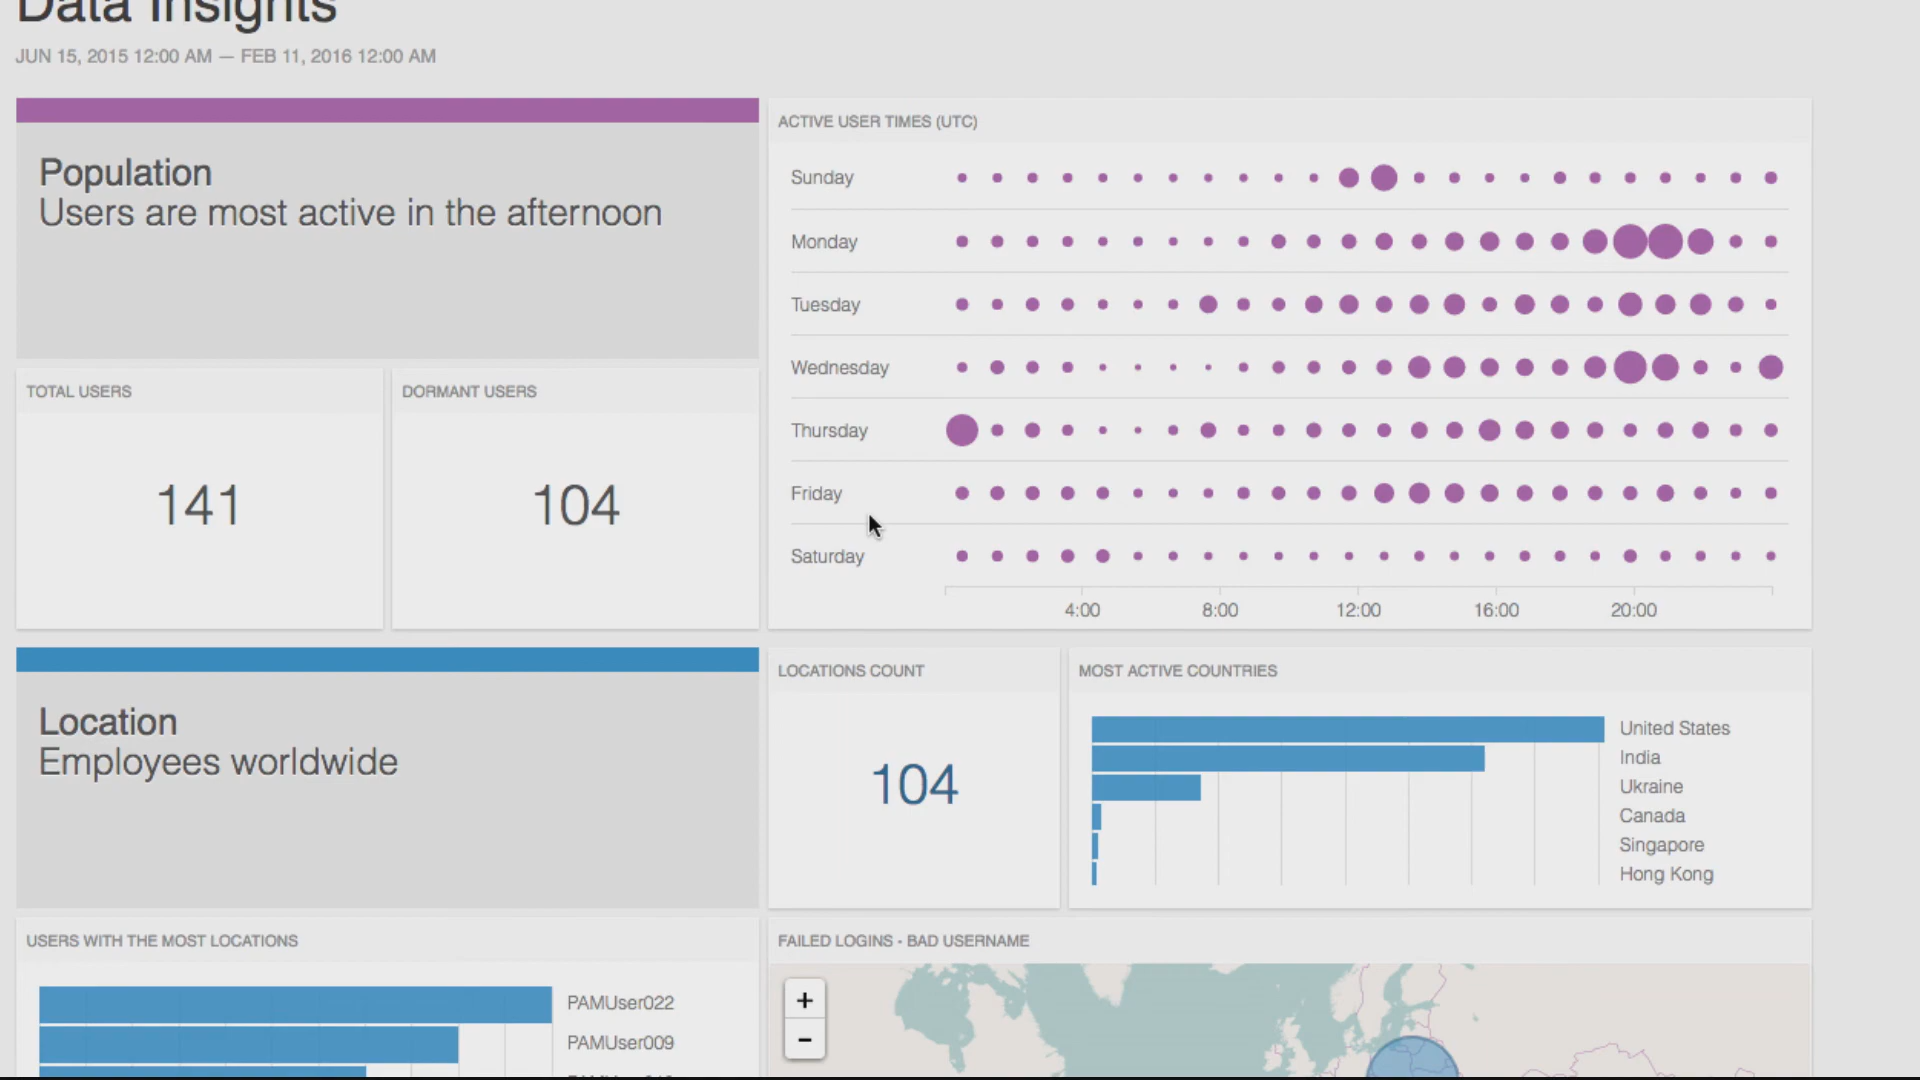 Data Insights
JUN 15, 2015 12:00 AM — FEB 11, 2016 12:00 AM
Population
Users are most active in the afternoon
TOTAL USERS
141
DORMANT USERS
104
ACTIVE USER TIMES (UTC)
Sunday
Monday
Tuesday
Wednesday
Thursday
Friday
Saturday
4:00 8:00 12:00 16:00 20:00
Location
Employees worldwide
LOCATIONS COUNT
104
MOST ACTIVE COUNTRIES
United States
India
Ukraine
Canada
Singapore
Hong Kong
USERS WITH THE MOST LOCATIONS
PAMUser022
PAMUser009
FAILED LOGINS - BAD USERNAME
+
−